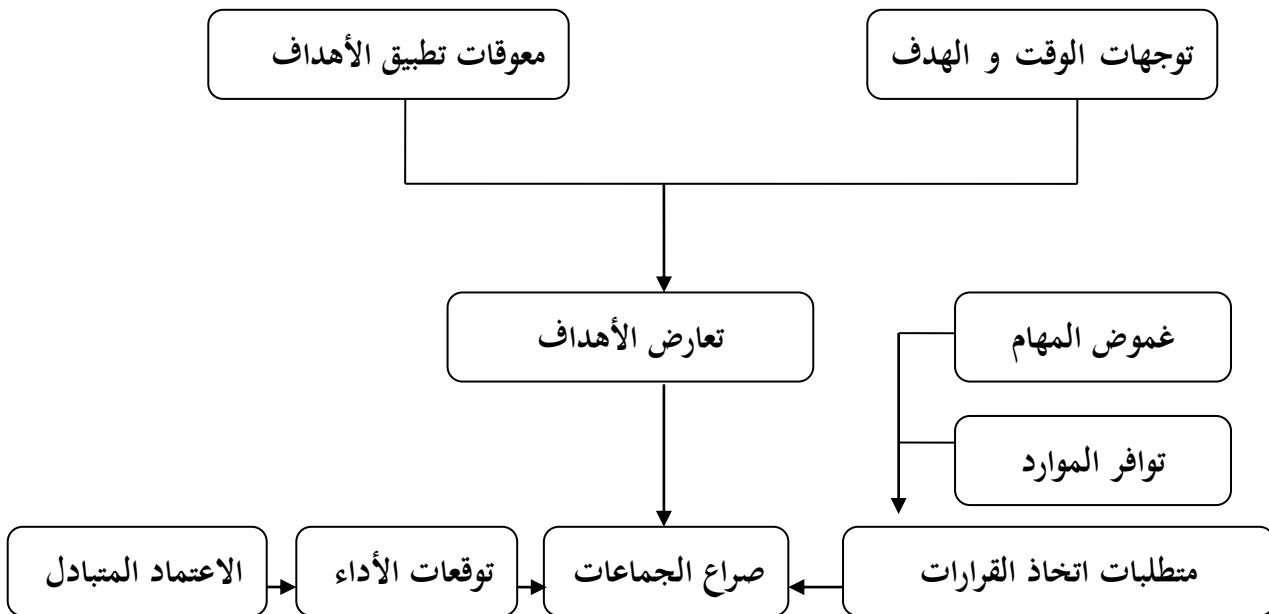 توجهات الوقت و الهدف
معوقات تطبيق الأهداف
تعارض الأهداف
غموض المهام
توافر الموارد
متطلبات اتخاذ القرارات
صراع الجماعات
توقعات الأداء
الاعتماد المتبادل